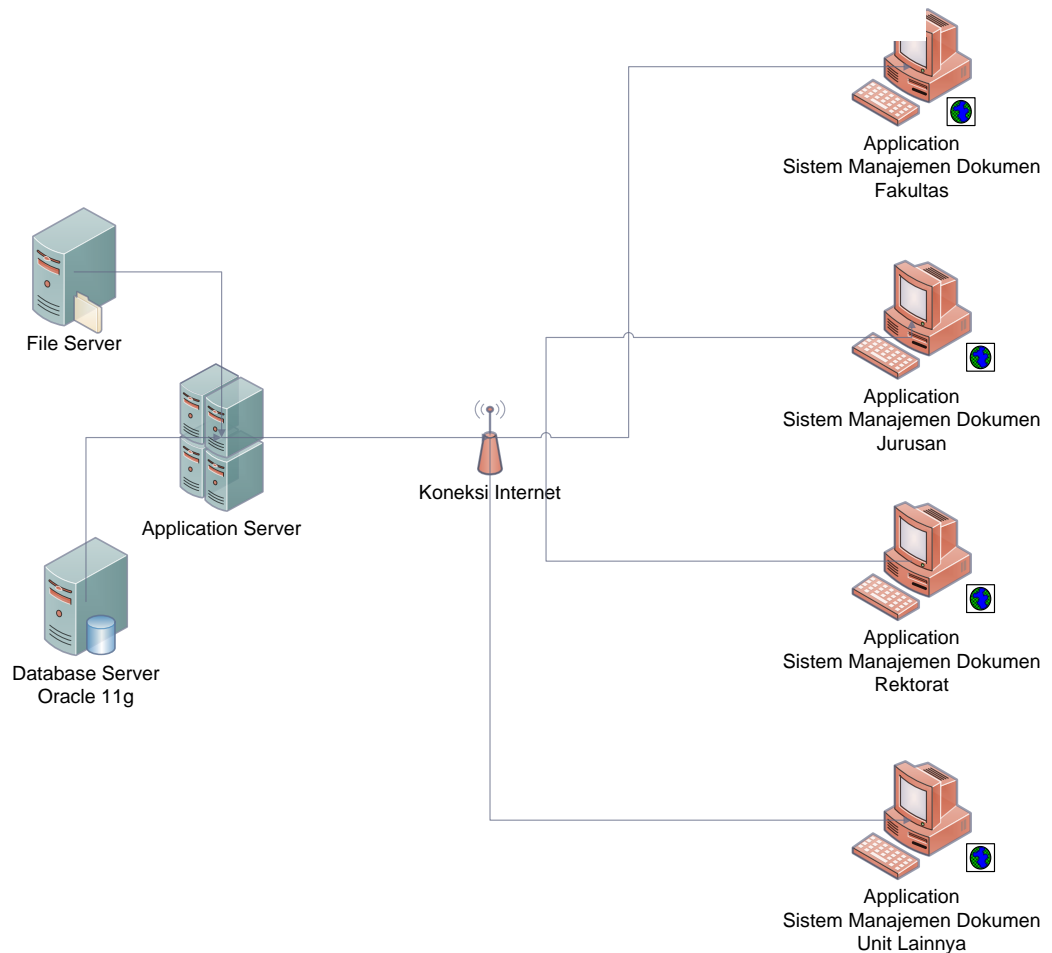 Application
Sistem Manajemen Dokumen
Fakultas
File Server
Application
Sistem Manajemen Dokumen
Jurusan
Koneksi Internet
Application Server
Application
Sistem Manajemen Dokumen
Rektorat
Database Server
Oracle 11g
Application
Sistem Manajemen Dokumen
Unit Lainnya